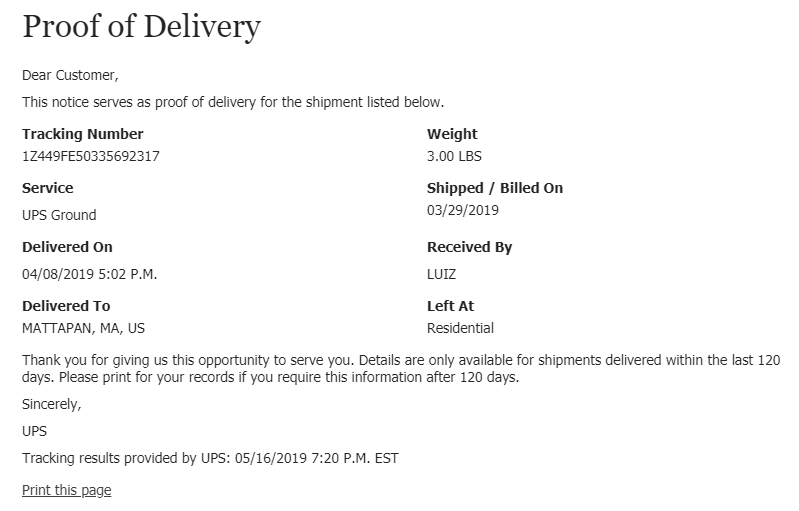 Proof of Delivery
Dear Customer,
This notice serves as proof of delivery for the shipment listed below.
Tracking Number
1Z449FE50335692317
Weight
3.00 LBS
Service
UPS Ground
Shipped / Billed On
03/29/2019
Delivered On
04/08/2019 5:02 P.M.
Received By
LUIZ
Delivered To
MATTAPAN, MA, US
Left At
Residential
Thank you for giving us this opportunity to serve you. Details are only available for shipments delivered within the last 120
days. Please print for your records if you require this information after 120 days.
Sincerely,
UPS
Tracking results provided by UPS: 05/16/2019 7:20 P.M. EST
Print this page